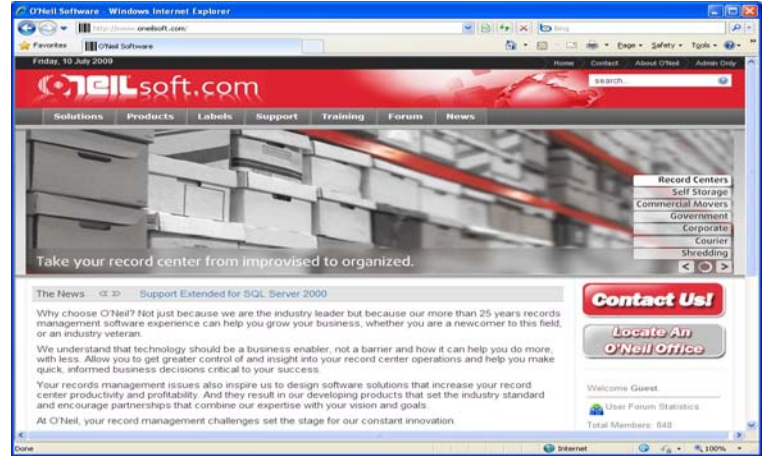 O'Neil Software - Windows Internet Explorer
http://www.oneilsoft.com/
Bing
Favorites
O'Neil Software
Page
Safety
Tools
Friday, 10 July 2009
Home
Contact
About O'Neil
Admin Only
O'NEILsoft.com
search..
Solutions
Products
Labels
Support
Training
Forum
News
Record Centers
Self Storage
Commercial Movers
Government
Corporate
Courier
Shredding
< >
Take your record center from improvised to organized.
The News
Support Extended for SQL Server 2000
Why choose O'Neil? Not just because we are the industry leader but because our more than 25 years records
management software experience can help you grow your business, whether you are a newcomer to this field,
or an industry veteran.
We understand that technology should be a business enabler, not a barrier and how it can help you do more,
with less. Allow you to get greater control of and insight into your record center operations and help you make
quick, informed business decisions critical to your success.
Your records management issues also inspire us to design software solutions that increase your record
center productivity and profitability. And they result in our developing products that set the industry standard
and encourage partnerships that combine our expertise with your vision and goals.
At O'Neil, your record management challenges set the stage for our constant innovation.
Contact Us!
Locate An
O'Neil Office
Welcome Guest.
User Forum Statistics
Total Members: 648
Done
Internet
100%